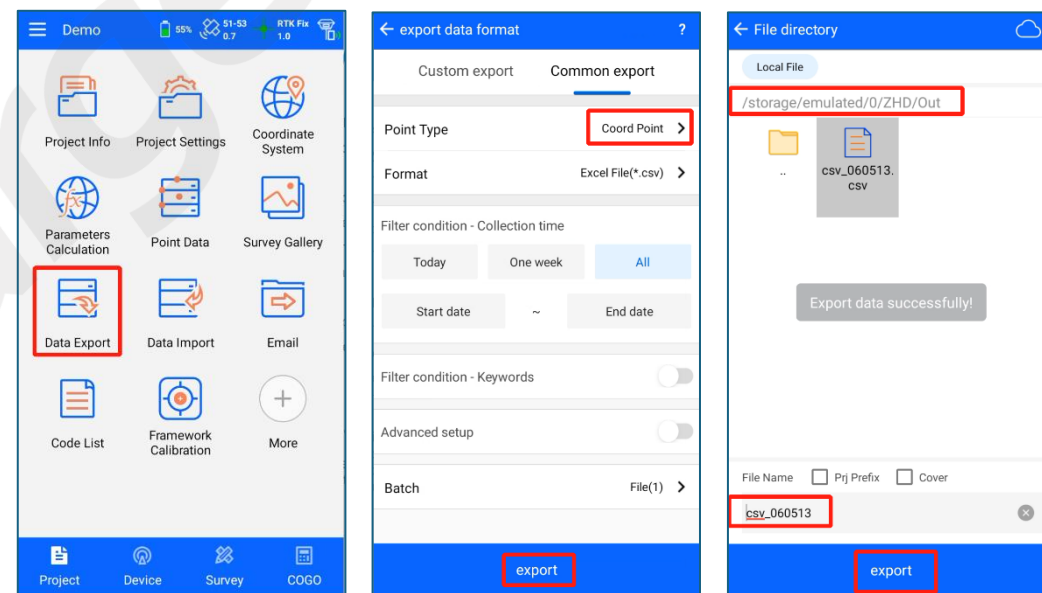 Demo
55%
51-53
0.7
RTK Fix
1.0
Project Info
Project Settings
Coordinate
System
Parameters
Calculation
Point Data
Survey Gallery
Data Export
Data Import
Email
Code List
Framework
Calibration
More
Project
Device
Survey
COGO
export data format
?
Custom export
Common export
Point Type
Coord Point
Format
Excel File(*.csv)
Filter condition - Collection time
Today
One week
All
Start date
~
End date
Filter condition - Keywords
Advanced setup
Batch
File(1)
export
File directory
Local File
/storage/emulated/0/ZHD/Out
..
csv_060513.
csv
Export data successfully!
File Name
Prj Prefix
Cover
csv_060513
export